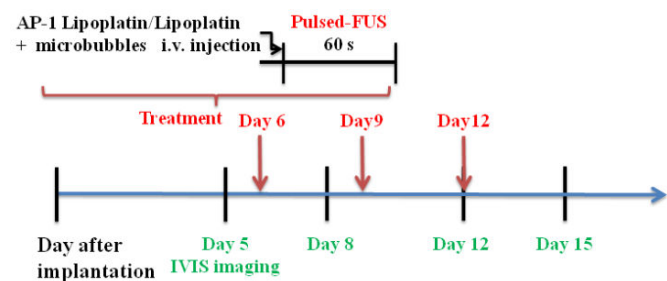 AP-1 Lipoplatin/Lipoplatin
+ microbubbles i.v. injection
Pulsed-FUS
60 s
Treatment
Day 6
Day9
Day12
Day after
implantation
Day 5
IVIS imaging
Day 8
Day 12
Day 15